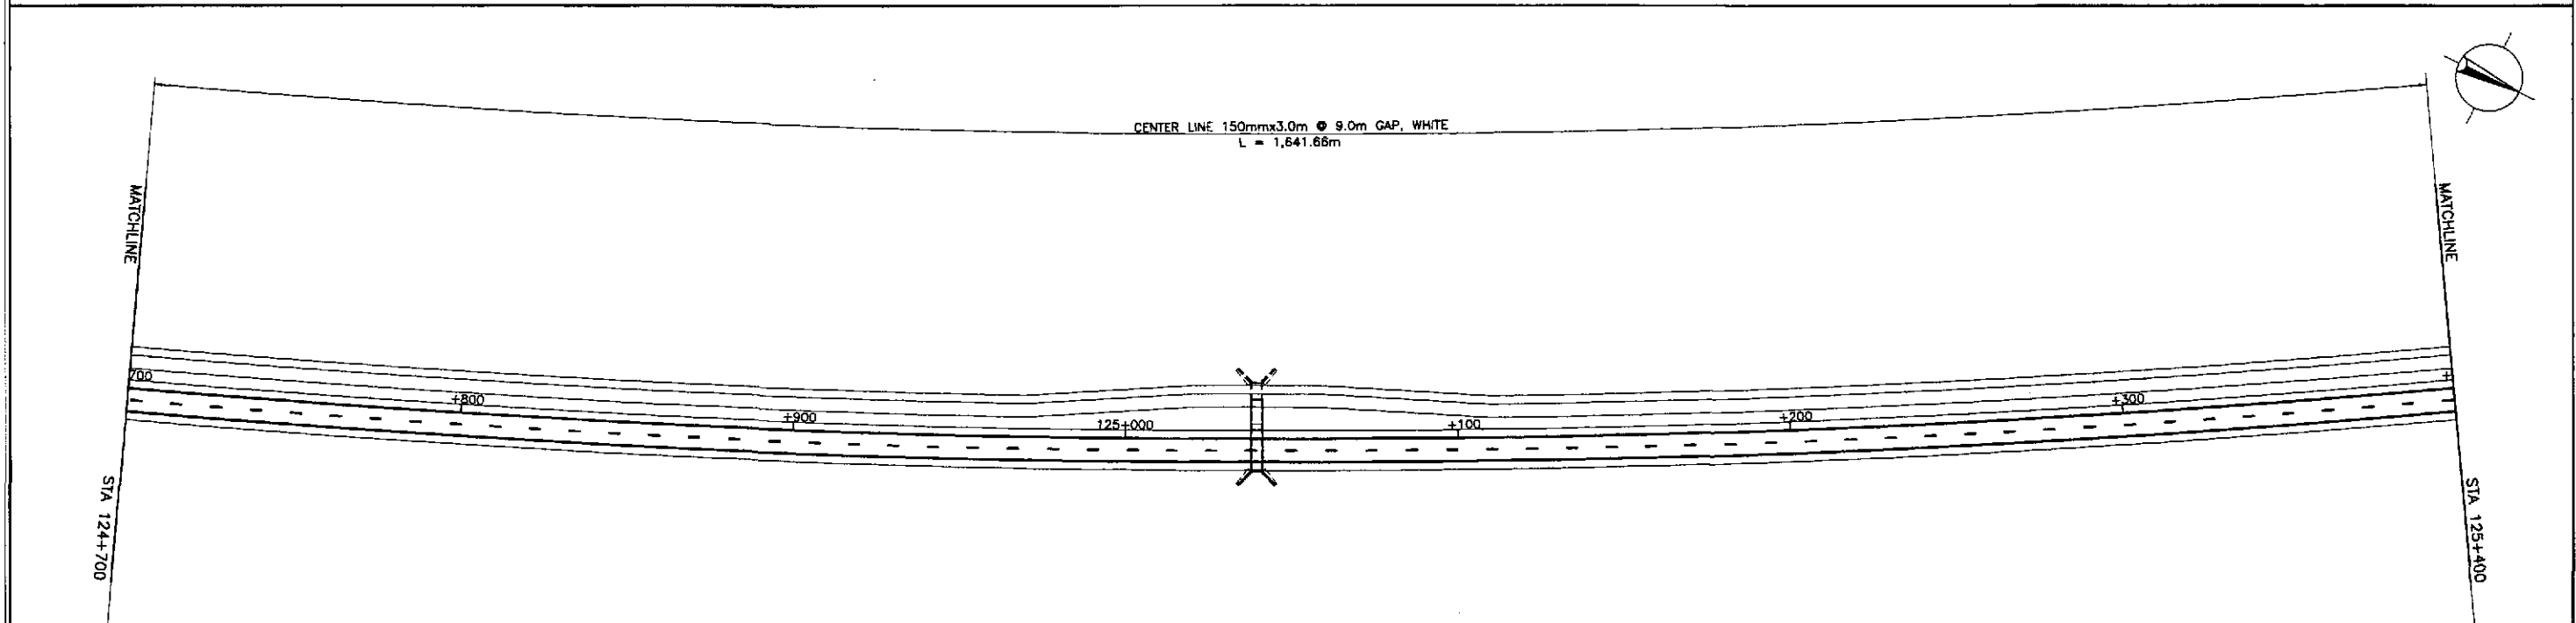 CENTER LINE 150mmx3.0m @ 9.0m GAP, WHITE
L = 1,641.66m
MATCHLINE
MATCHLINE
700
+800
+900
125+000
+100
+200
+300
+
STA 124+700
STA 125+400